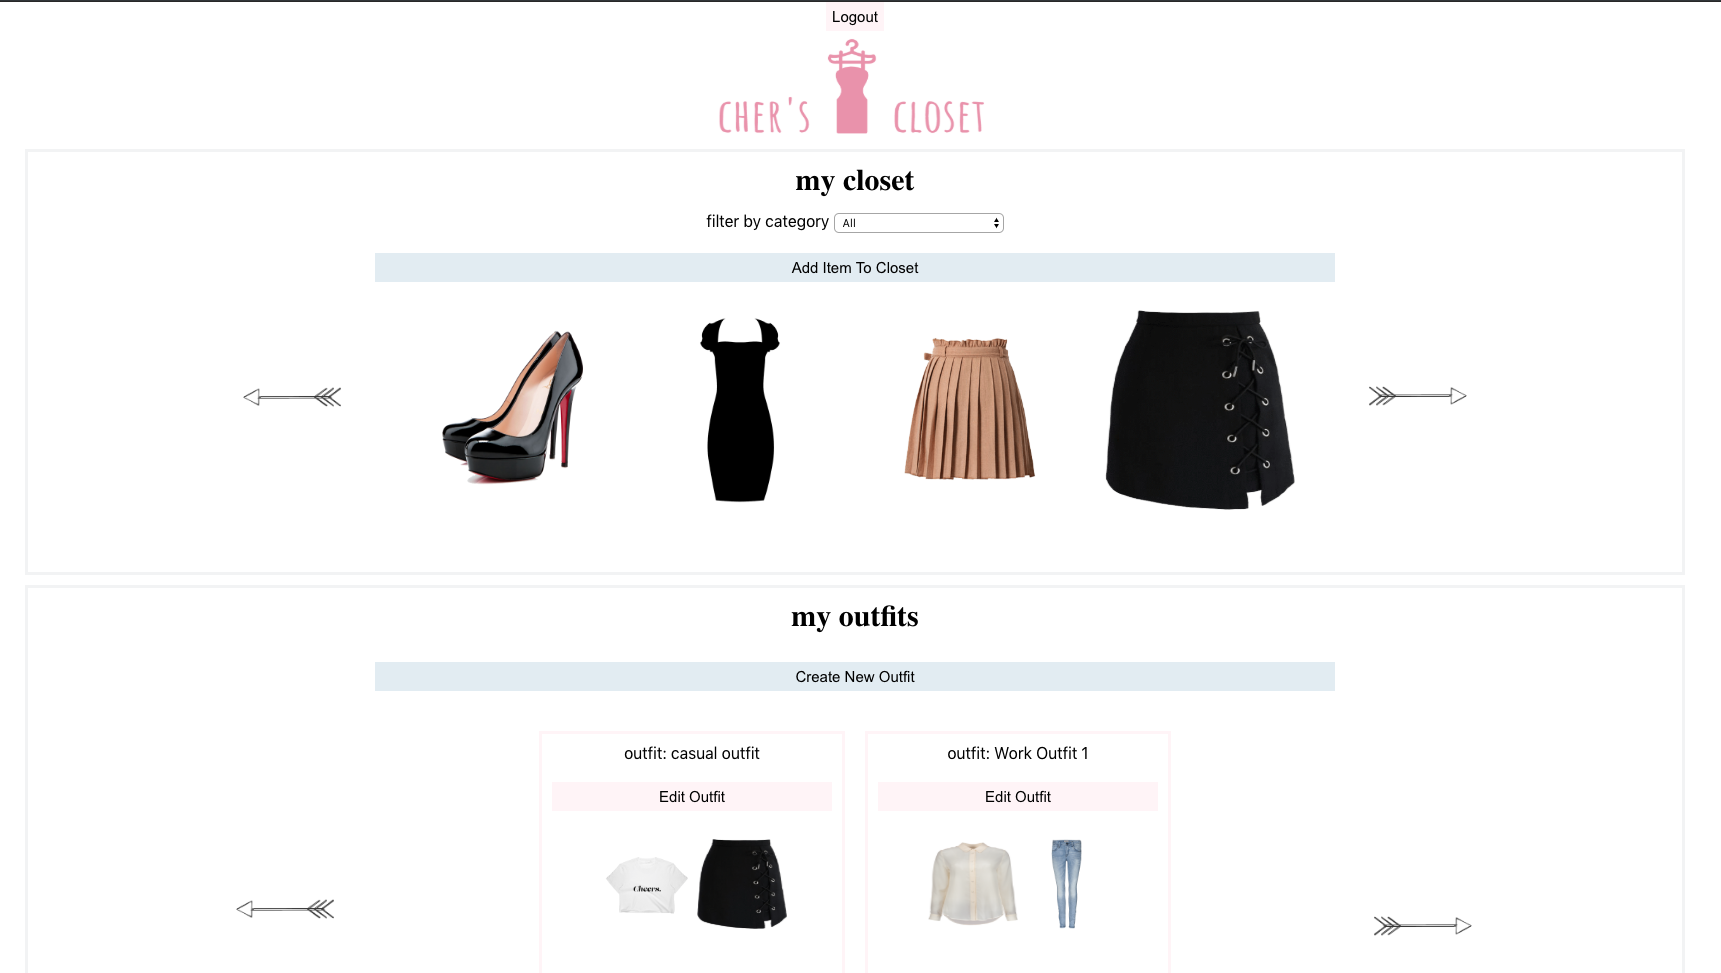 Logout
CHER'S CLOSET
my closet
filter by category All
Add Item To Closet
my outfits
Create New Outfit
outfit: casual outfit
Edit Outfit
Cheers.
outfit: Work Outfit 1
Edit Outfit